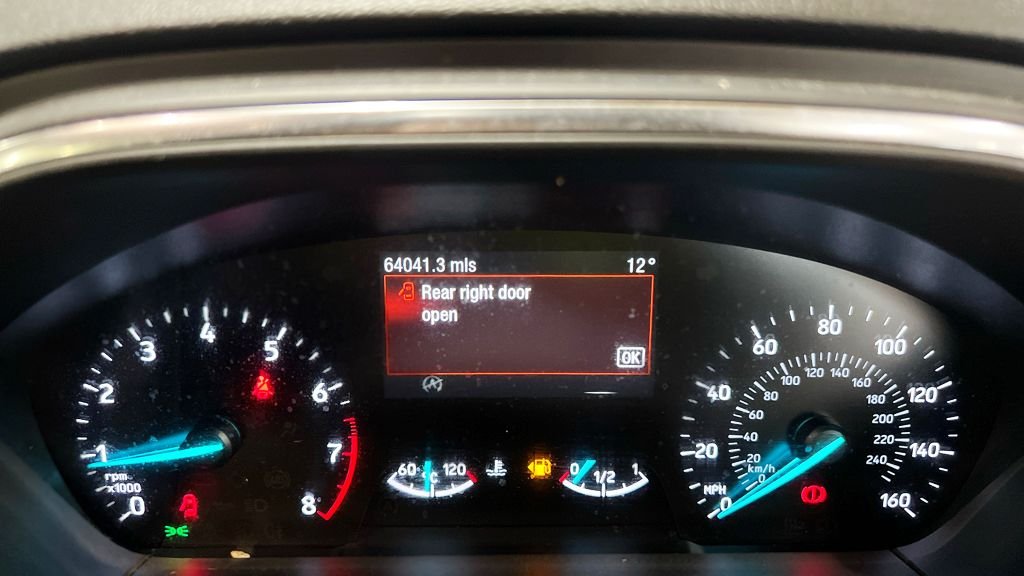 64041.3 mls 12°
Rear right door
open
OK
0 1 2 3 4 5 6 7 8
rpm
x1000
60 °C 120
0 1/2 1
0 20 40 60 80 100 120 140 160
MPH
0 20 40 60 80 100 120 140 160 180 200 220 240
km/h